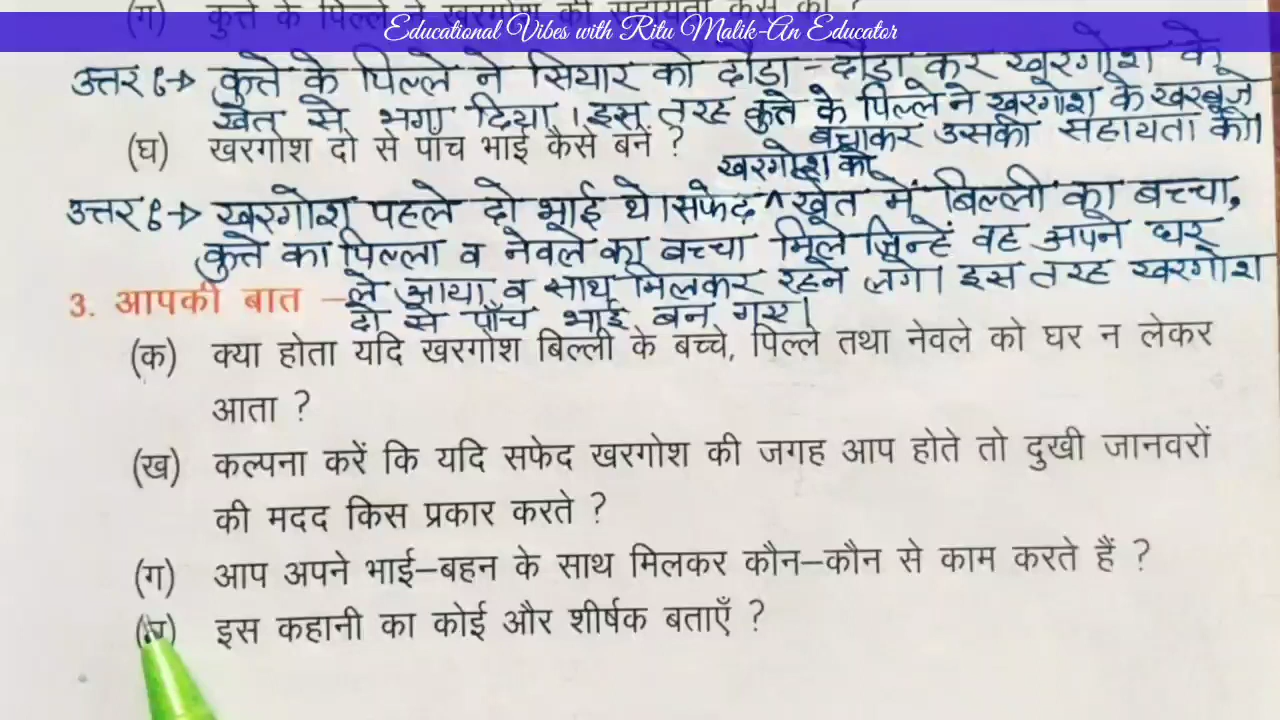 (ग) कुत्ते के पिल्ले ने खरगोश की सहायता कैसे की ?
Educational Vibes with Ritu Malik-An Educator
उत्तर :→ कुत्ते के पिल्ले ने सियार को दौड़ा-दौड़ा कर खरगोश के
खेत से भगा दिया। इस तरह कुत्ते के पिल्ले ने खरगोश के खरबूजे
बचाकर उसकी सहायता की।
(घ) खरगोश दो से पाँच भाई कैसे बने ?
खरगोश को
उत्तर :→ खरगोश पहले दो भाई थे। सफेद ^ खेत में बिल्ली का बच्चा,
कुत्ते का पिल्ला व नेवले का बच्चा मिले जिन्हें वह अपने घर
ले आया व साथ मिलकर रहने लगे। इस तरह खरगोश
दो से पाँच भाई बन गए।
3. आपकी बात –
(क) क्या होता यदि खरगोश बिल्ली के बच्चे, पिल्ले तथा नेवले को घर न लेकर
आता ?
(ख) कल्पना करें कि यदि सफेद खरगोश की जगह आप होते तो दुखी जानवरों
की मदद किस प्रकार करते ?
(ग) आप अपने भाई–बहन के साथ मिलकर कौन–कौन से काम करते हैं ?
(घ) इस कहानी का कोई और शीर्षक बताएँ ?